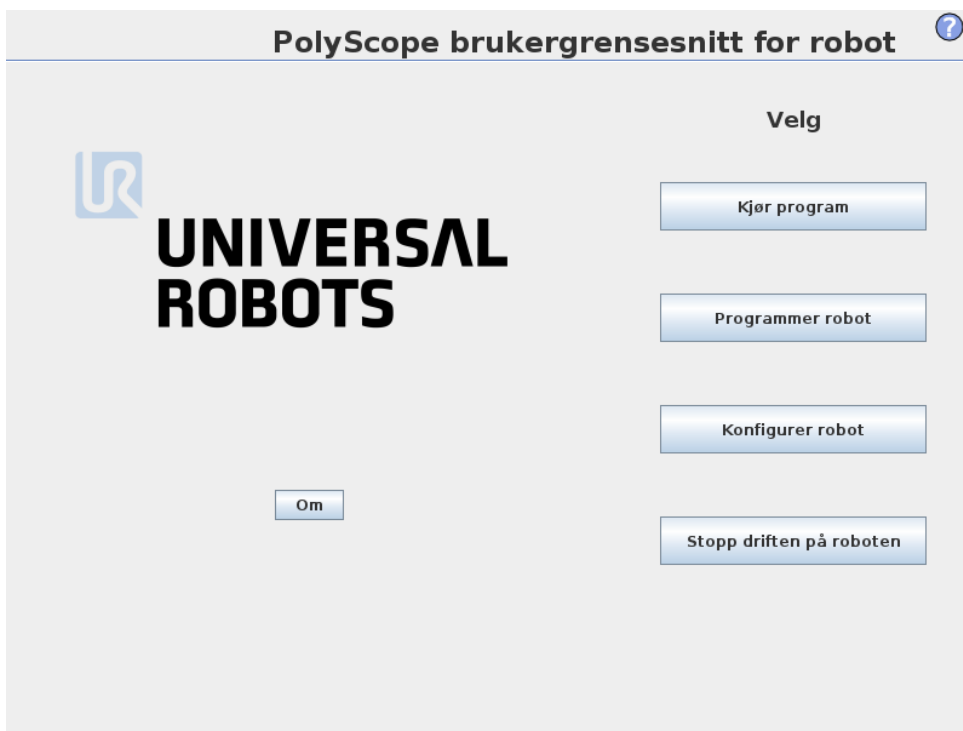 PolyScope brukergrensesnitt for robot
?
Velg
UR
UNIVERSAL
ROBOTS
Kjør program
Programmer robot
Konfigurer robot
Om
Stopp driften på roboten